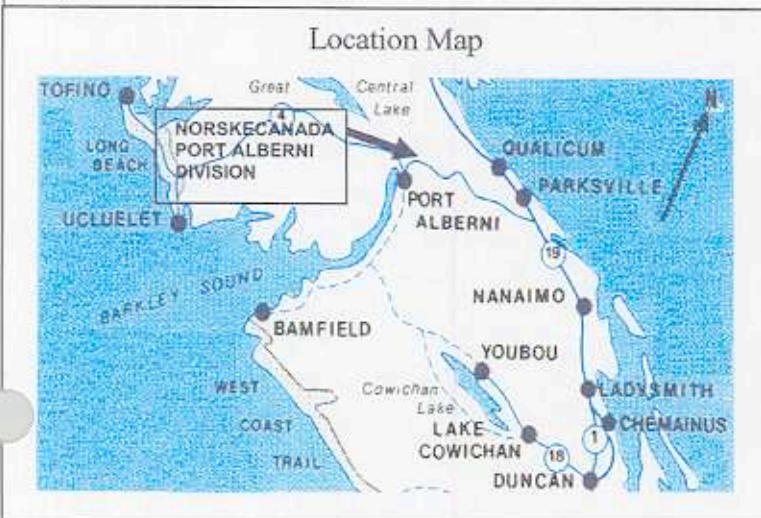 Location Map
TOFINO
Great
Central
Lake
4
N
NORSKECANADA
PORT ALBERNI
DIVISION
LONG
BEACH
QUALICUM
PARKSVILLE
PORT
ALBERNI
UCLUELET
19
BARKLEY SOUND
NANAIMO
BAMFIELD
YOUBOU
WEST
COAST
TRAIL
Cowichan
Lake
LADYSMITH
CHEMAINUS
LAKE
COWICHAN
1
18
DUNCAN